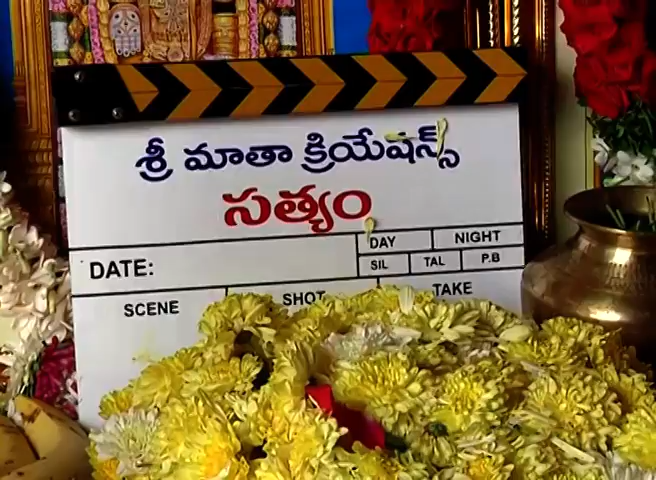 శ్రీ మాతా క్రియేషన్స్
సత్యం
DATE: DAY NIGHT
SIL TAL P.B
SCENE SHOT TAKE